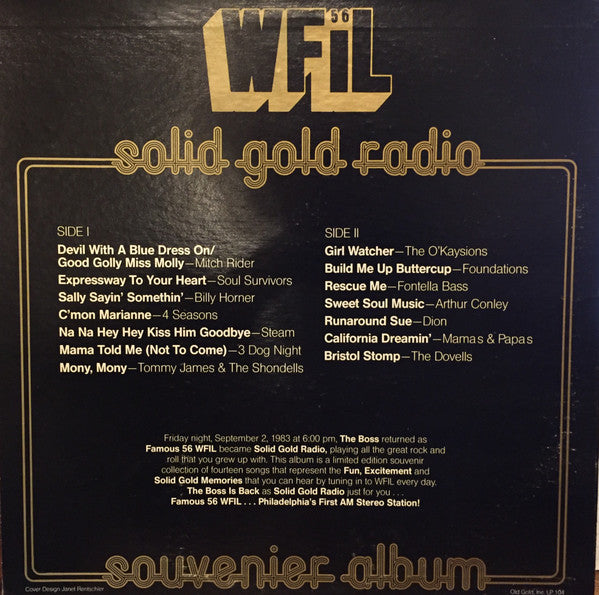 WFiL 56
solid gold radio
SIDE I
Devil With A Blue Dress On/
Good Golly Miss Molly—Mitch Rider
Expressway To Your Heart—Soul Survivors
Sally Sayin' Somethin'—Billy Horner
C'mon Marianne—4 Seasons
Na Na Hey Hey Kiss Him Goodbye—Steam
Mama Told Me (Not To Come)—3 Dog Night
Mony, Mony—Tommy James & The Shondells
SIDE II
Girl Watcher—The O'Kaysions
Build Me Up Buttercup—Foundations
Rescue Me—Fontella Bass
Sweet Soul Music—Arthur Conley
Runaround Sue—Dion
California Dreamin'—Mamas & Papas
Bristol Stomp—The Dovells
Friday night, September 2, 1983 at 6:00 pm, The Boss returned as
Famous 56 WFIL became Solid Gold Radio, playing all the great rock and
roll that you grew up with. This album is a limited edition souvenir
collection of fourteen songs that represent the Fun, Excitement and
Solid Gold Memories that you can hear by tuning in to WFIL every day.
The Boss Is Back as Solid Gold Radio just for you . . .
Famous 56 WFIL . . . Philadelphia's First AM Stereo Station!
souvenier album
Cover Design Janet Rentschler
Old Gold, Inc. LP 104